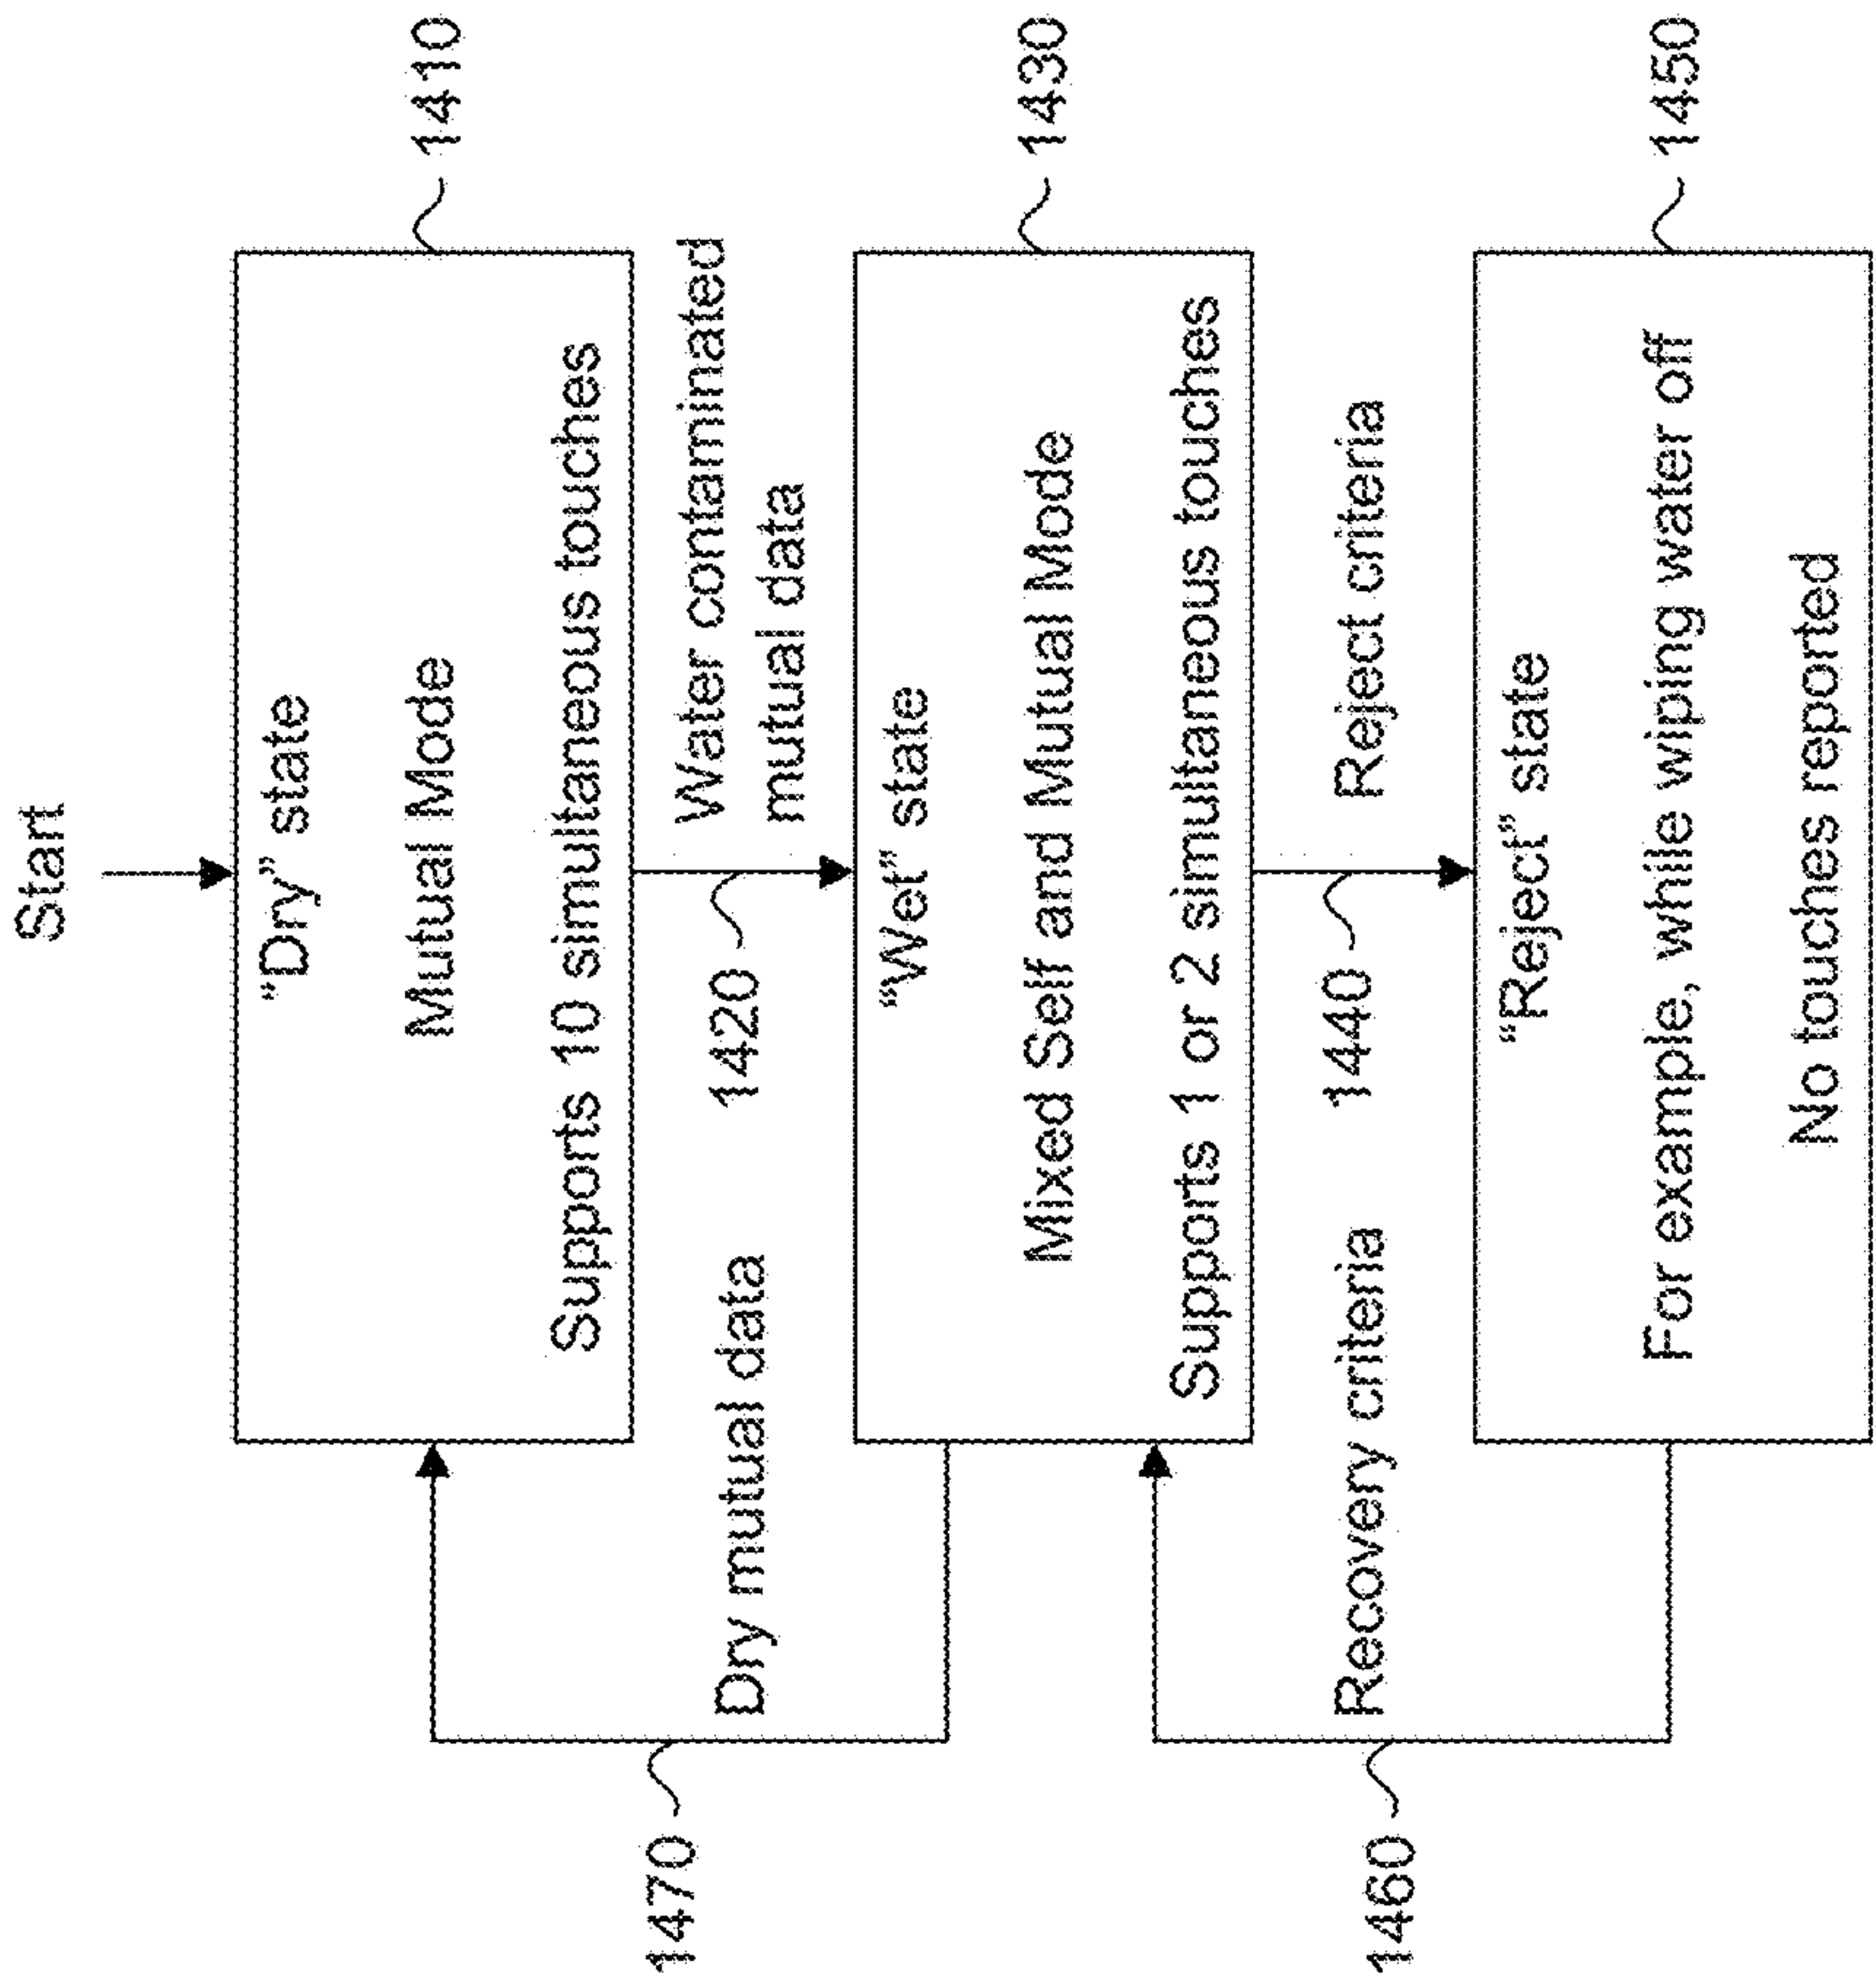 Start
"Dry" state
Mutual Mode
Supports 10 simultaneous touches
1410
1470
Dry mutual data
1420
Water contaminated
mutual data
"Wet" state
Mixed Self and Mutual Mode
Supports 1 or 2 simultaneous touches
1430
1460
Recovery criteria
1440
Reject criteria
"Reject" state
For example, while wiping water off
No touches reported
1450